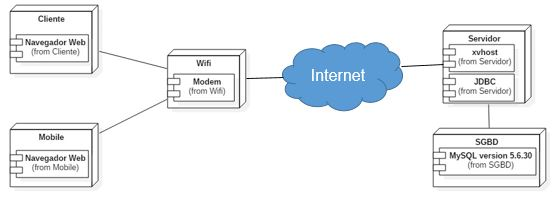 Cliente
Navegador Web
(from Cliente)
Mobile
Navegador Web
(from Mobile)
Wifi
Modem
(from Wifi)
Internet
Servidor
xvhost
(from Servidor)
JDBC
(from Servidor)
SGBD
MySQL version 5.6.30
(from SGBD)